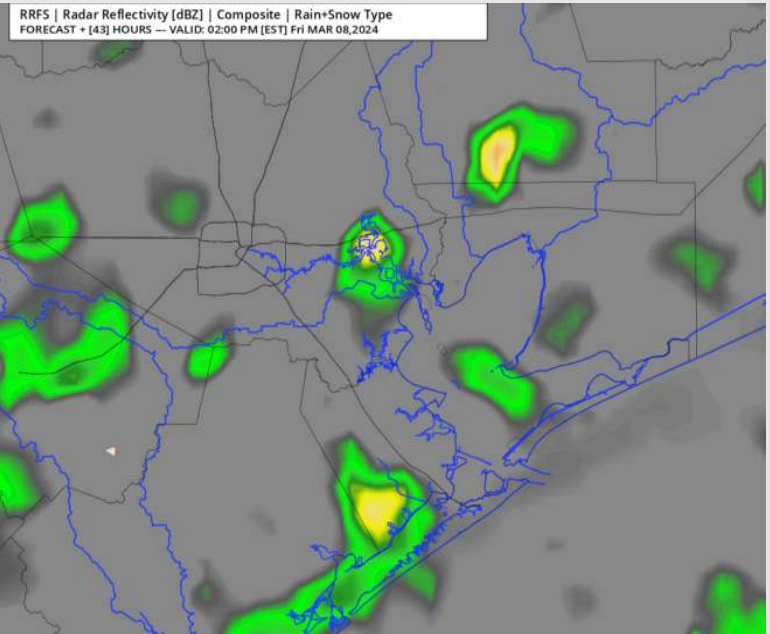 RRFS | Radar Reflectivity [dBZ] | Composite | Rain+Snow Type
FORECAST + [43] HOURS --- VALID: 02:00 PM [EST] Fri MAR 08,2024